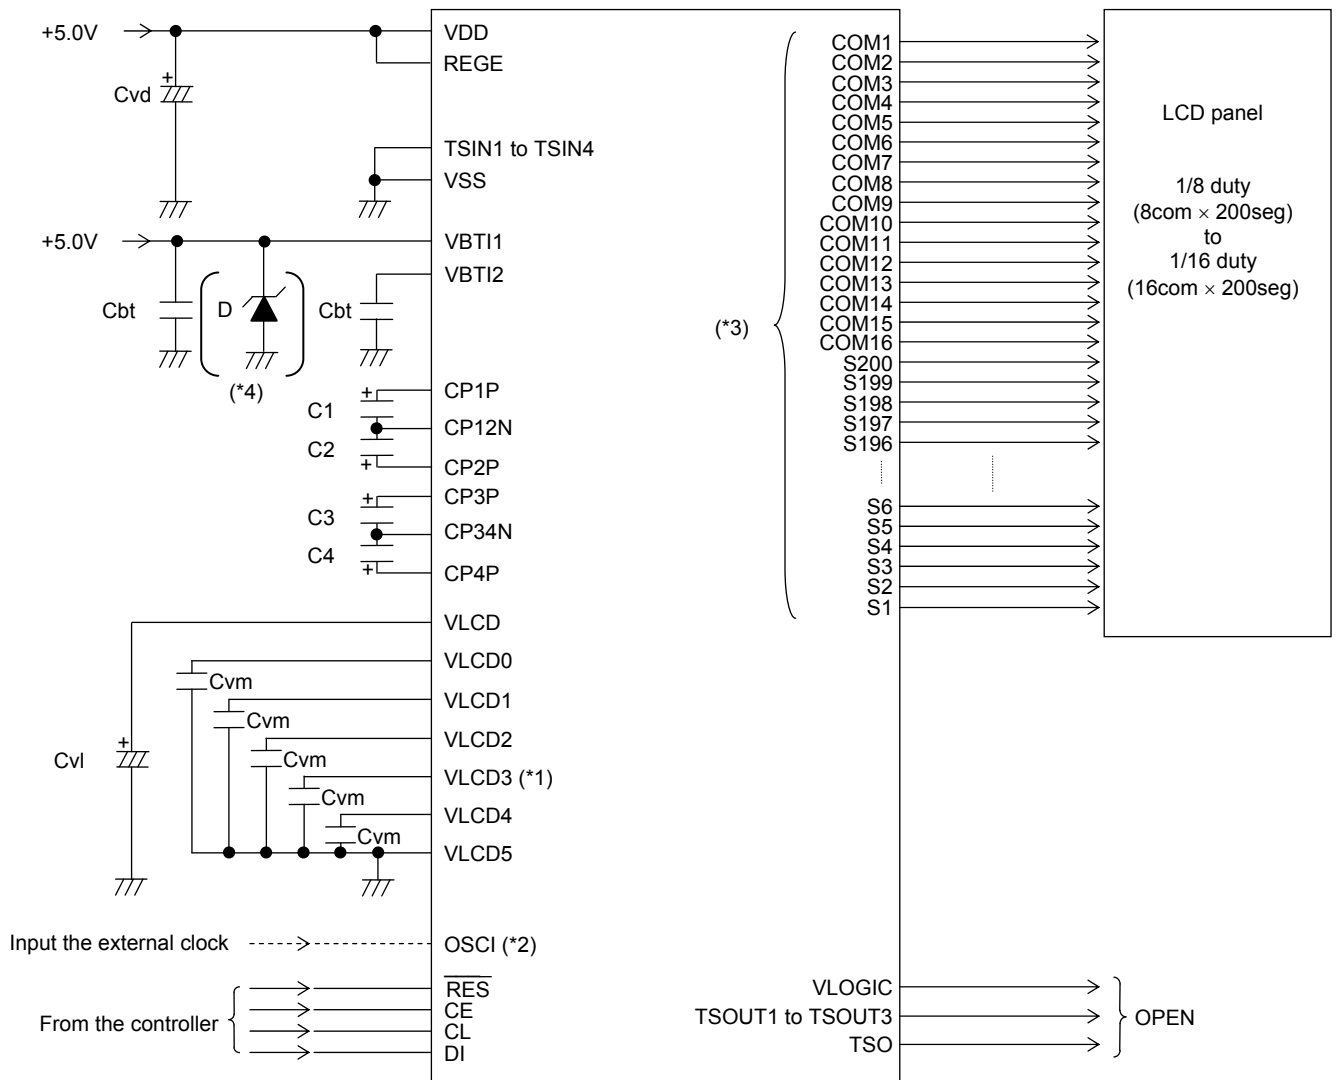 +5.0V
VDD
REGE
+
Cvd
TSIN1 to TSIN4
VSS
+5.0V
VBTI1
VBTI2
Cbt
D
Cbt
(*4)
+
CP1P
C1
CP12N
C2
+
CP2P
+
CP3P
C3
CP34N
C4
+
CP4P
VLCD
VLCD0
Cvm
VLCD1
Cvm
VLCD2
+
Cvl
Cvm
VLCD3 (*1)
Cvm
VLCD4
Cvm
VLCD5
Input the external clock
OSCI (*2)
From the controller
RES
CE
CL
DI
(*3)
COM1
COM2
COM3
COM4
COM5
COM6
COM7
COM8
COM9
COM10
COM11
COM12
COM13
COM14
COM15
COM16
S200
S199
S198
S197
S196
S6
S5
S4
S3
S2
S1
LCD panel
1/8 duty
(8com × 200seg)
to
1/16 duty
(16com × 200seg)
VLOGIC
TSOUT1 to TSOUT3
TSO
OPEN